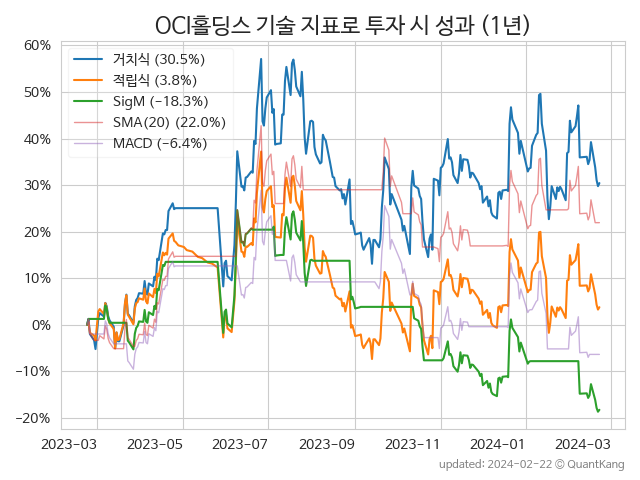 OCI홀딩스 기술 지표로 투자 시 성과 (1년)
60%
50%
40%
30%
20%
10%
0%
−10%
−20%
거치식 (30.5%)
적립식 (3.8%)
SigM (−18.3%)
SMA(20) (22.0%)
MACD (−6.4%)
2023-03 2023-05 2023-07 2023-09 2023-11 2024-01 2024-03
updated: 2024-02-22 ⓒ QuantKang